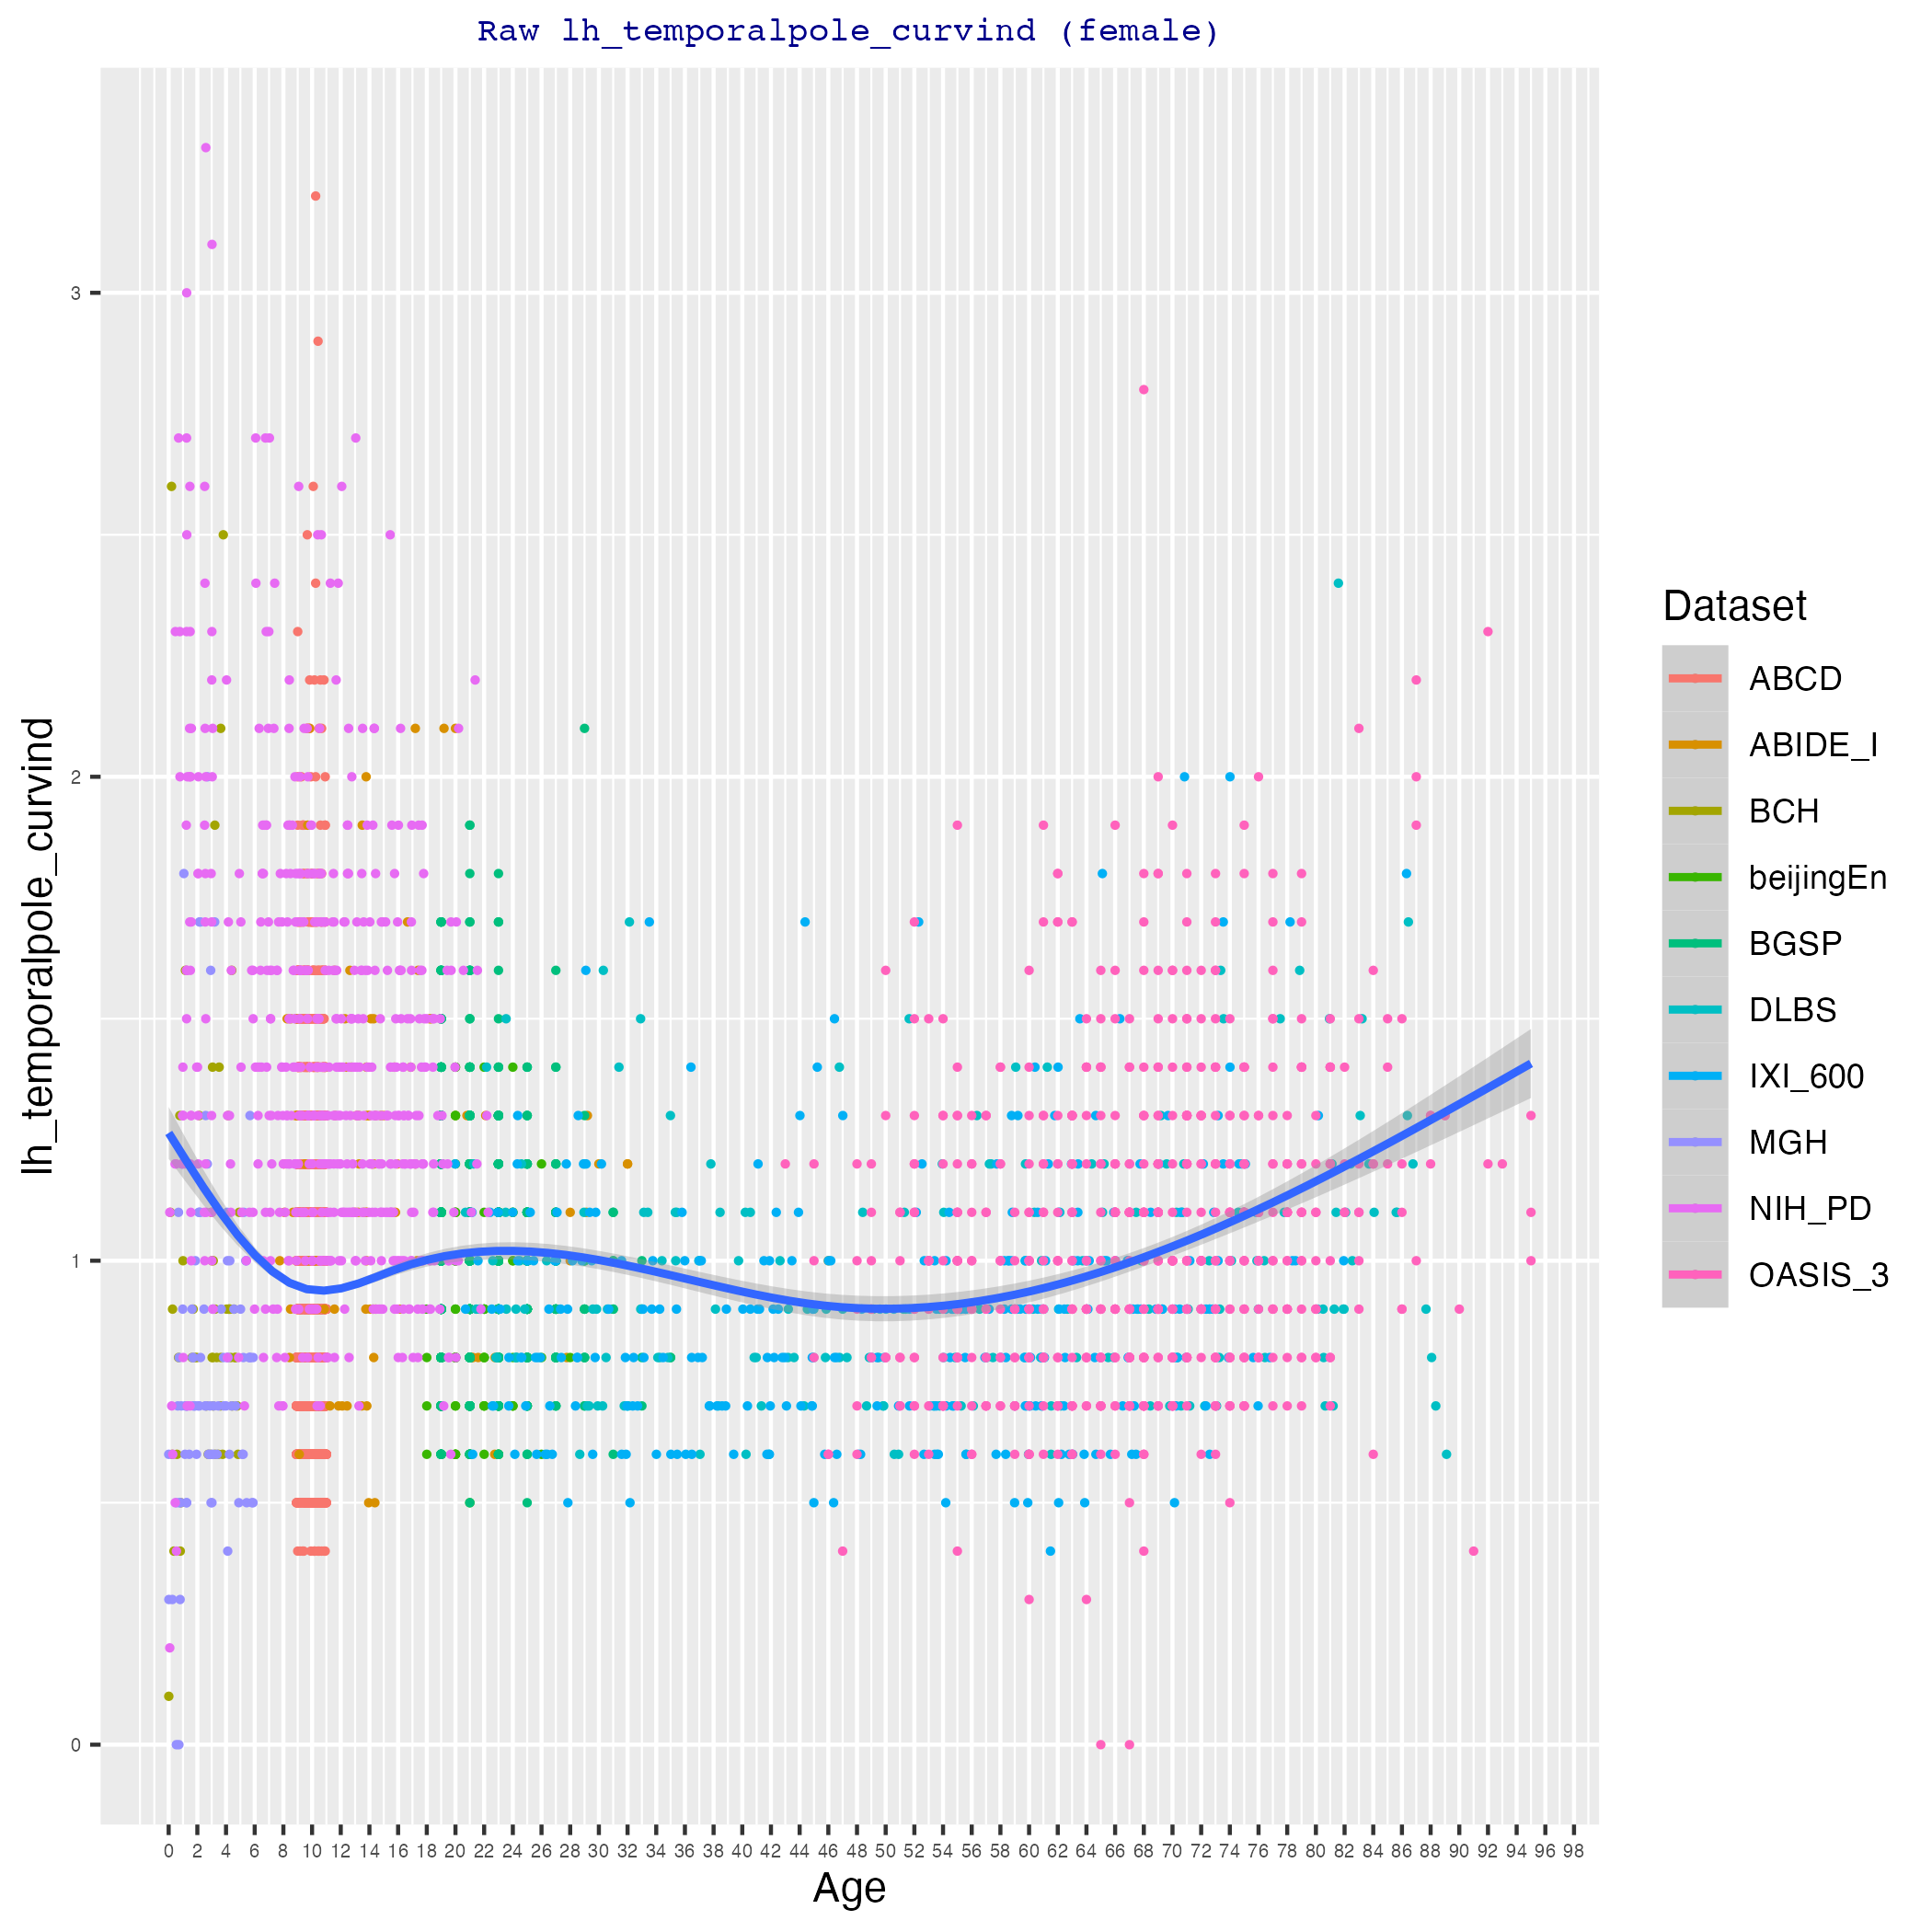 Raw lh_temporalpole_curvind (female)
lh_temporalpole_curvind
3
2
1
0
0 2 4 6 8 10 12 14 16 18 20 22 24 26 28 30 32 34 36 38 40 42 44 46 48 50 52 54 56 58 60 62 64 66 68 70 72 74 76 78 80 82 84 86 88 90 92 94 96 98
Age
Dataset
ABCD
ABIDE_I
BCH
beijingEn
BGSP
DLBS
IXI_600
MGH
NIH_PD
OASIS_3